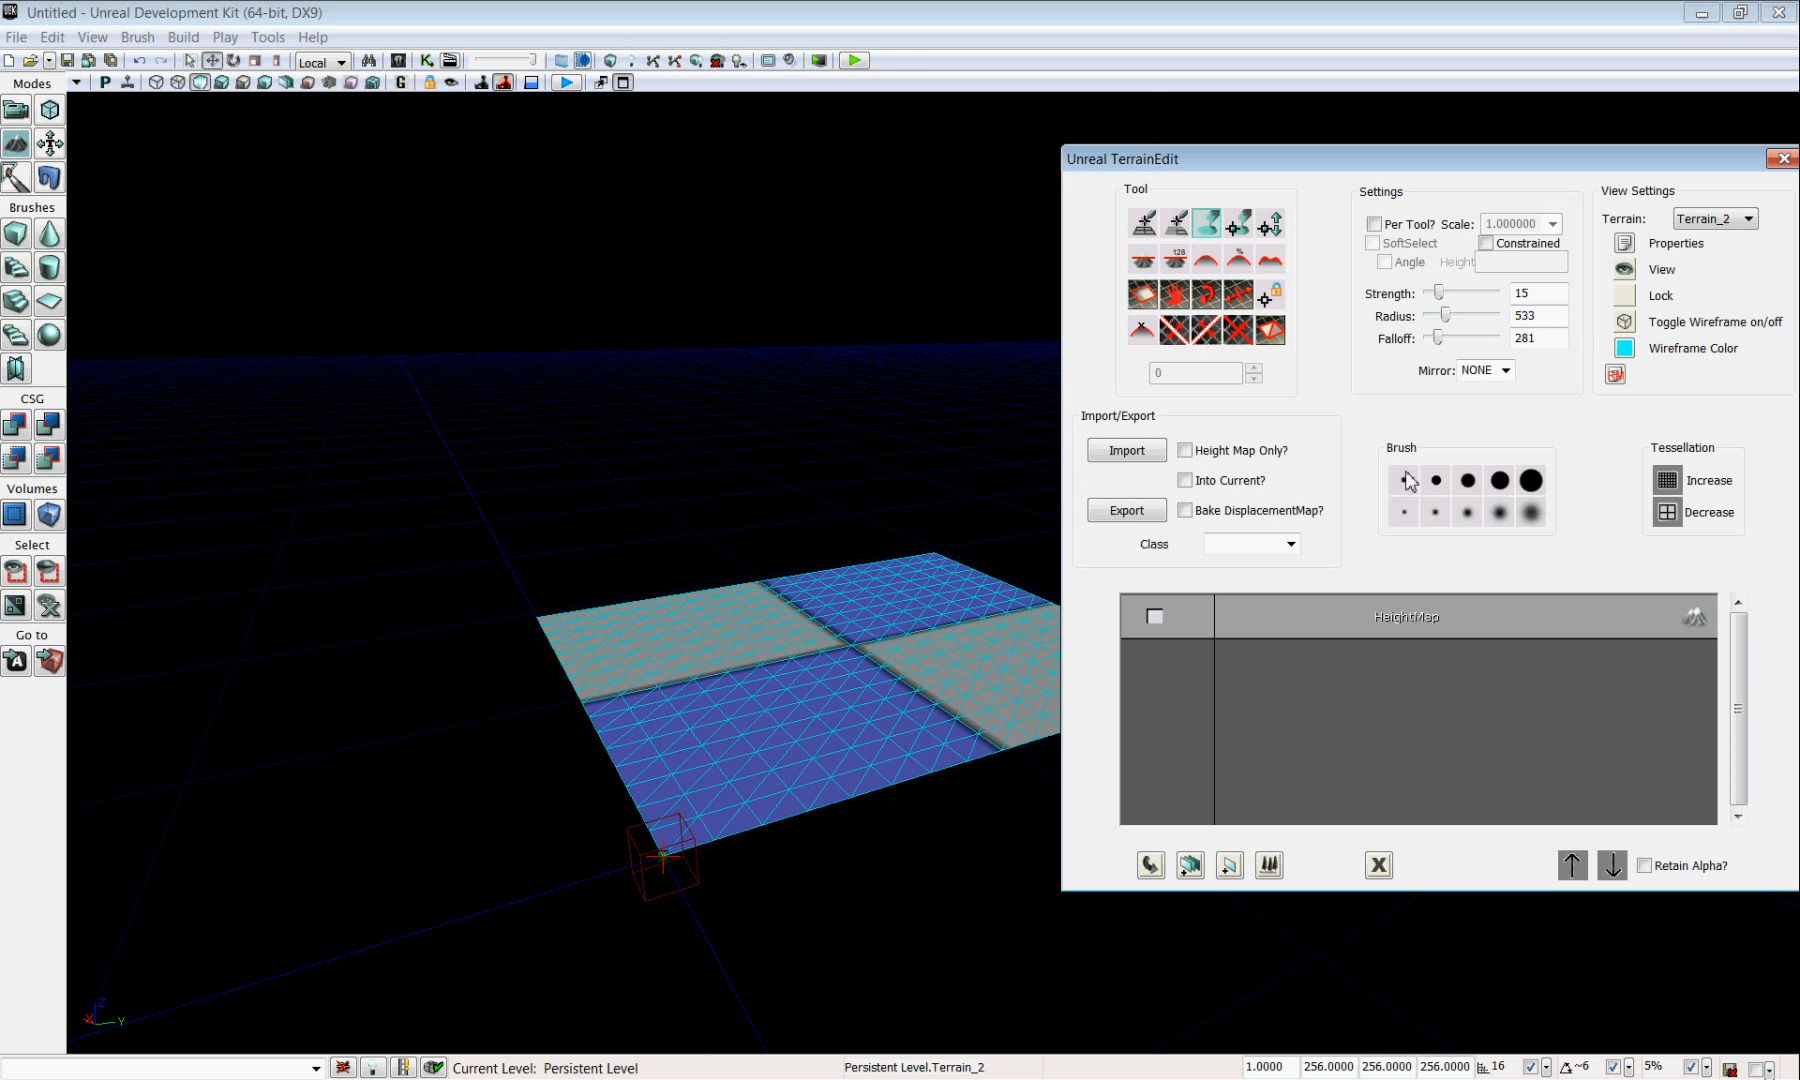 Untitled - Unreal Development Kit (64-bit, DX9)
File Edit View Brush Build Play Tools Help
Local
Modes
P
G
Brushes
CSG
Volumes
Select
Go to
Unreal TerrainEdit
Tool
128
%
0
Settings
Per Tool? Scale: 1.000000
SoftSelect Constrained
Angle Height
Strength: 15
Radius: 533
Falloff: 281
Mirror: NONE
View Settings
Terrain: Terrain_2
Properties
View
Lock
Toggle Wireframe on/off
Wireframe Color
Import/Export
Import Height Map Only?
Into Current?
Export Bake DisplacementMap?
Class
Brush
Tessellation
Increase
Decrease
HeightMap
X
Retain Alpha?
Z
X
Y
Current Level: Persistent Level
Persistent Level.Terrain_2
1.0000 256.0000 256.0000 256.0000 16 ~6 5%